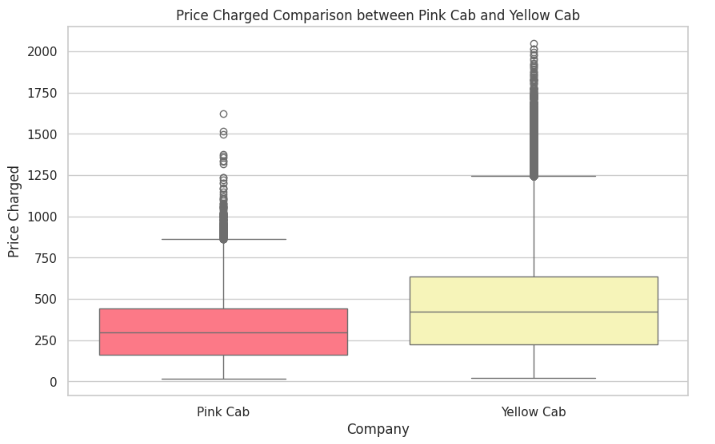 Price Charged Comparison between Pink Cab and Yellow Cab
2000
1750
1500
1250
1000
750
500
250
0
Price Charged
Pink Cab
Yellow Cab
Company